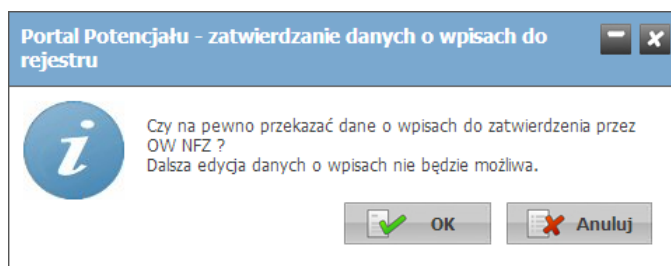 Portal Potencjału - zatwierdzanie danych o wpisach do
rejestru
Czy na pewno przekazać dane o wpisach do zatwierdzenia przez
OW NFZ ?
Dalsza edycja danych o wpisach nie będzie możliwa.
OK
Anuluj